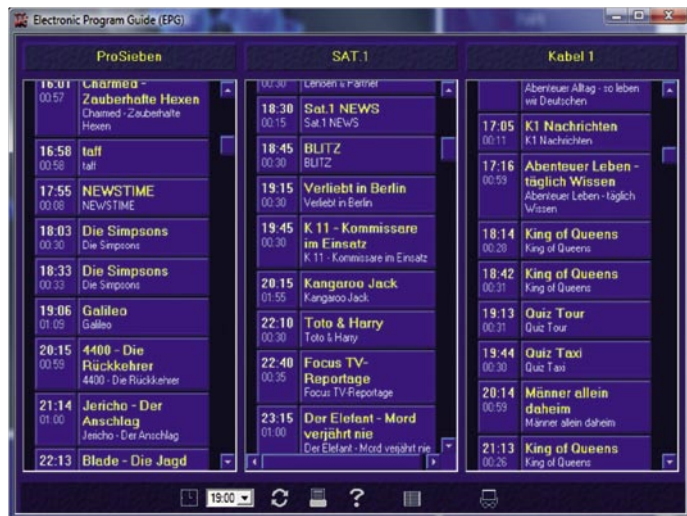 Electronic Program Guide (EPG)
ProSieben
16:01 Charmed -
00:57 Zauberhafte Hexen
Charmed - Zauberhafte
Hexen
16:58 taff
00:58 taff
17:55 NEWSTIME
00:08 NEWSTIME
18:03 Die Simpsons
00:30 Die Simpsons
18:33 Die Simpsons
00:33 Die Simpsons
19:06 Galileo
01:09 Galileo
20:15 4400 - Die
00:59 Rückkehrer
4400 - Die Rückkehrer
21:14 Jericho - Der
01:00 Anschlag
Jericho - Der Anschlag
22:13 Blade - Die Jagd
SAT.1
00:30 Lenßen & Partner
18:30 Sat.1 NEWS
00:15 Sat.1 NEWS
18:45 BLITZ
00:30 BLITZ
19:15 Verliebt in Berlin
00:30 Verliebt in Berlin
19:45 K 11 - Kommissare
00:30 im Einsatz
K 11 - Kommissare im Einsatz
20:15 Kangaroo Jack
01:55 Kangaroo Jack
22:10 Toto & Harry
00:30 Toto & Harry
22:40 Focus TV-
00:35 Reportage
Focus TV-Reportage
23:15 Der Elefant - Mord
01:00 verjährt nie
Der Elefant - Mord verjährt nie
Kabel 1
Abenteuer Alltag - so leben
wir Deutschen
17:05 K1 Nachrichten
00:11 K1 Nachrichten
17:16 Abenteuer Leben -
00:59 täglich Wissen
Abenteuer Leben - täglich
Wissen
18:14 King of Queens
00:28 King of Queens
18:42 King of Queens
00:31 King of Queens
19:13 Quiz Tour
00:31 Quiz Tour
19:44 Quiz Taxi
00:30 Quiz Taxi
20:14 Männer allein
00:59 daheim
Männer allein daheim
21:13 King of Queens
00:26 King of Queens
19:00
?